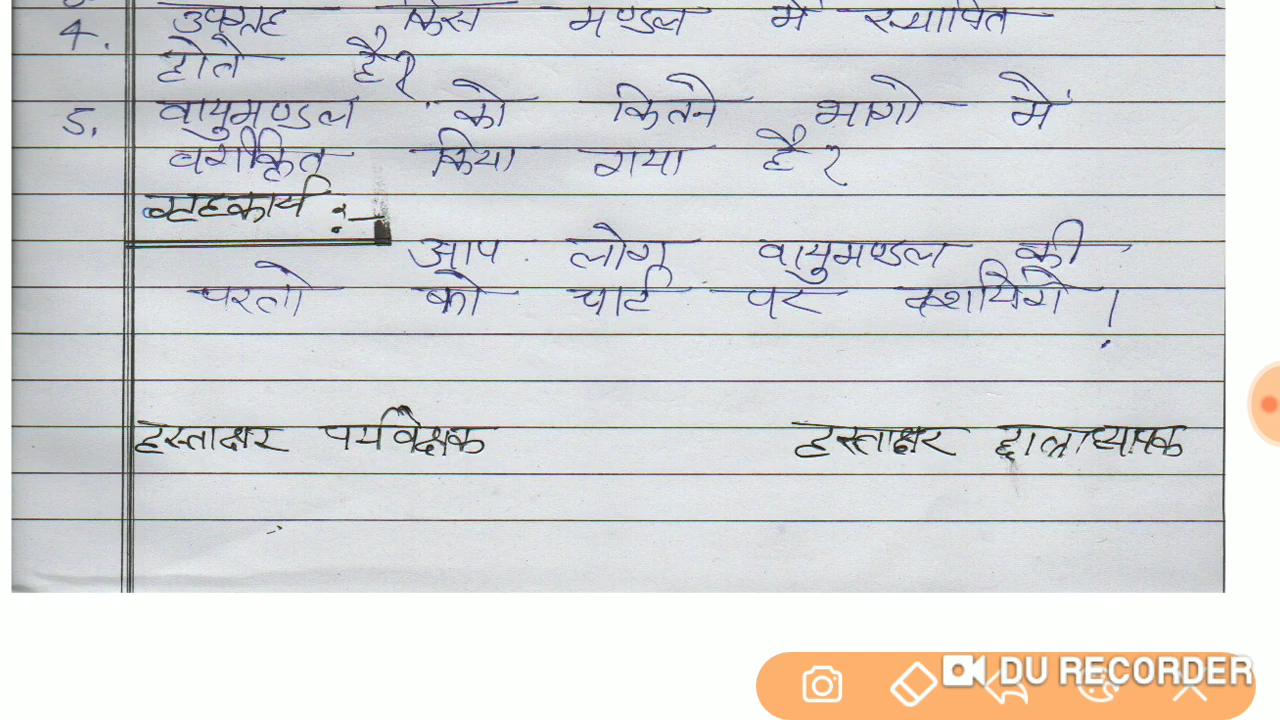 4. उपग्रह किस मण्डल में स्थापित
होते है?
5. वायुमण्डल को कितने भागो में
वर्गीकृत किया गया है?
गृहकार्य :-
आप लोग वायुमण्डल की
परतो को चार्ट पर दर्शायेगें।
हस्ताक्षर पर्यवेक्षक हस्ताक्षर छात्राध्यापक
DU RECORDER